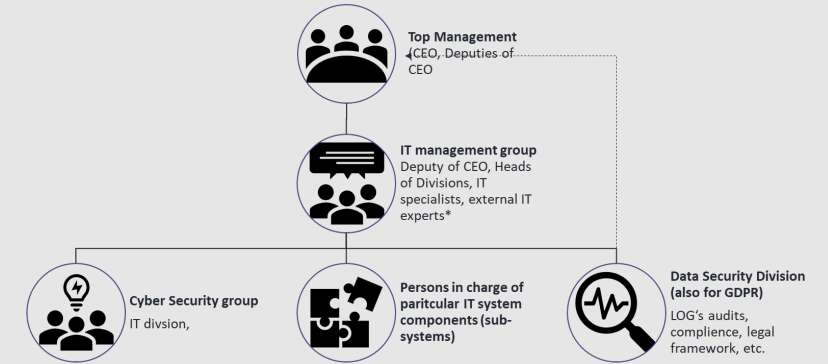 Top Management
(CEO, Deputies of
CEO
IT management group
Deputy of CEO, Heads
of Divisions, IT
specialists, external IT
experts*
Cyber Security group
IT divsion,
Persons in charge of
paritcular IT system
components (sub-
systems)
Data Security Division
(also for GDPR)
LOG's audits,
complience, legal
framework, etc.